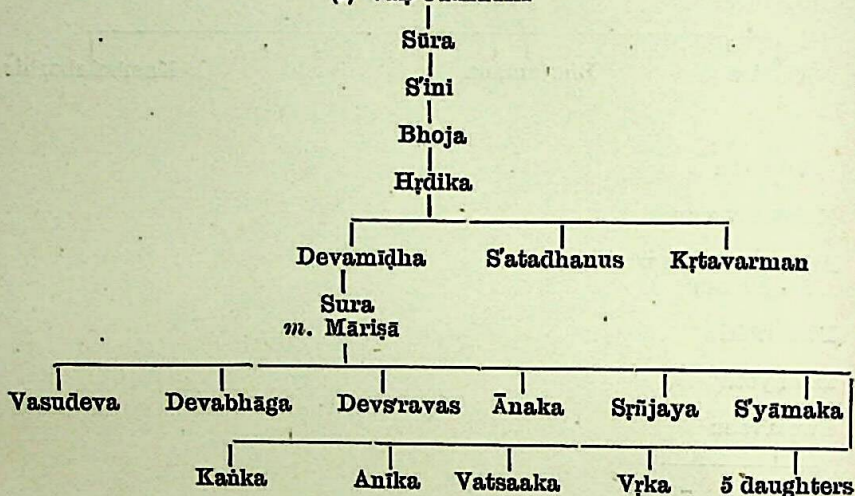 Sūra
S'ini
Bhoja
Hṛdika
Devamīḍha S'atadhanus Kṛtavarman
Sura
m. Māriṣā
Vasudeva Devabhāga Devs'ravas Ānaka Sṛñjaya S'yāmaka
Kaṅka Anīka Vatsaaka Vṛka 5 daughters